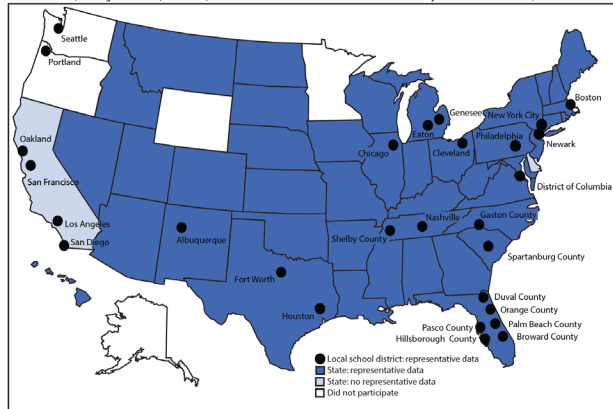 Seattle
Portland
Boston
Genesee
New York City
Eaton
Philadelphia
Oakland
Chicago
Cleveland
Newark
San Francisco
District of Columbia
Los Angeles
Nashville
Gaston County
Albuquerque
Shelby County
San Diego
Spartanburg County
Fort Worth
Duval County
Houston
Orange County
Pasco County
Palm Beach County
Hillsborough County
Broward County
Local school district: representative data
State: representative data
State: no representative data
Did not participate